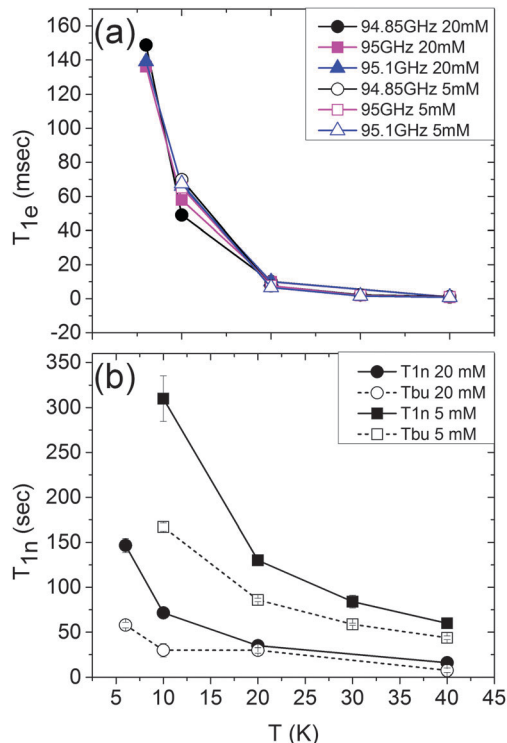 (a)
160
140
120
100
80
60
40
20
0
-20
T1e (msec)
94.85GHz 20mM
95GHz 20mM
95.1GHz 20mM
94.85GHz 5mM
95GHz 5mM
95.1GHz 5mM
(b)
350
300
250
200
150
100
50
0
T1n (sec)
T1n 20 mM
Tbu 20 mM
T1n 5 mM
Tbu 5 mM
5 10 15 20 25 30 35 40 45
T (K)